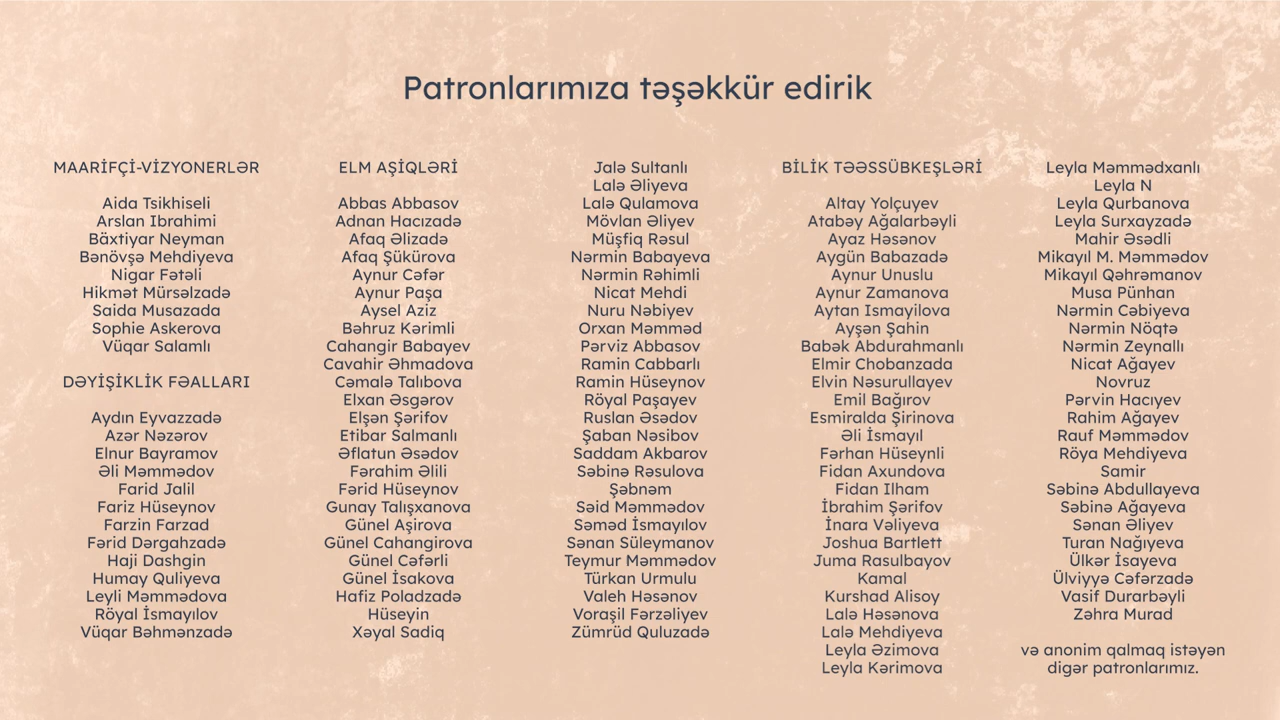 Patronlarımıza təşəkkür edirik
MAARİFÇİ-VİZYONERLƏR
Aida Tsikhiseli
Arslan Ibrahimi
Bäxtiyar Neyman
Bənövşə Mehdiyeva
Nigar Fətəli
Hikmət Mürsəlzadə
Saida Musazada
Sophie Askerova
Vüqar Salamlı
DƏYİŞİKLİK FƏALLARI
Aydın Eyvazzadə
Azər Nəzərov
Elnur Bayramov
Əli Məmmədov
Farid Jalil
Fariz Hüseynov
Farzin Farzad
Fərid Dərgahzadə
Haji Dashgin
Humay Quliyeva
Leyli Məmmədova
Röyal İsmayılov
Vüqar Bəhmənzadə
ELM AŞİQLƏRİ
Abbas Abbasov
Adnan Hacızadə
Afaq Əlizadə
Afaq Şükürova
Aynur Cəfər
Aynur Paşa
Aysel Aziz
Bəhruz Kərimli
Cahangir Babayev
Cavahir Əhmadova
Cəmalə Talıbova
Elxan Əsgərov
Elşən Şərifov
Etibar Salmanlı
Əflatun Əsədov
Fərahim Əlili
Fərid Hüseynov
Gunay Talışxanova
Günel Aşirova
Günel Cahangirova
Günel Cəfərli
Günel İsakova
Hafiz Poladzadə
Hüseyin
Xəyal Sadiq
Jalə Sultanlı
Lalə Əliyeva
Lalə Qulamova
Mövlan Əliyev
Müşfiq Rəsul
Nərmin Babayeva
Nərmin Rəhimli
Nicat Mehdi
Nuru Nəbiyev
Orxan Məmməd
Pərviz Abbasov
Ramin Cabbarlı
Ramin Hüseynov
Röyal Paşayev
Ruslan Əsədov
Şaban Nəsibov
Saddam Akbarov
Səbinə Rəsulova
Şəbnəm
Səid Məmmədov
Səməd İsmayılov
Sənan Süleymanov
Teymur Məmmədov
Türkan Urmulu
Valeh Həsənov
Voraşil Fərzəliyev
Zümrüd Quluzadə
BİLİK TƏƏSSÜBKEŞLƏRİ
Altay Yolçuyev
Atabəy Ağalarbəyli
Ayaz Həsənov
Aygün Babazadə
Aynur Unuslu
Aynur Zamanova
Aytan Ismayilova
Ayşən Şahin
Babək Abdurahmanlı
Elmir Chobanzada
Elvin Nəsurullayev
Emil Bağırov
Esmiralda Şirinova
Əli İsmayıl
Fərhan Hüseynli
Fidan Axundova
Fidan Ilham
İbrahim Şərifov
İnara Vəliyeva
Joshua Bartlett
Juma Rasulbayov
Kamal
Kurshad Alisoy
Lalə Həsənova
Lalə Mehdiyeva
Leyla Əzimova
Leyla Kərimova
Leyla Məmmədxanlı
Leyla N
Leyla Qurbanova
Leyla Surxayzadə
Mahir Əsədli
Mikayıl M. Məmmədov
Mikayıl Qəhrəmanov
Musa Pünhan
Nərmin Cəbiyeva
Nərmin Nöqtə
Nərmin Zeynallı
Nicat Ağayev
Novruz
Pərvin Hacıyev
Rahim Ağayev
Rauf Məmmədov
Röya Mehdiyeva
Samir
Səbinə Abdullayeva
Səbinə Ağayeva
Sənan Əliyev
Turan Nağıyeva
Ülkər İsayeva
Ülviyyə Cəfərzadə
Vasif Durarbəyli
Zəhra Murad
və anonim qalmaq istəyən
digər patronlarımız.